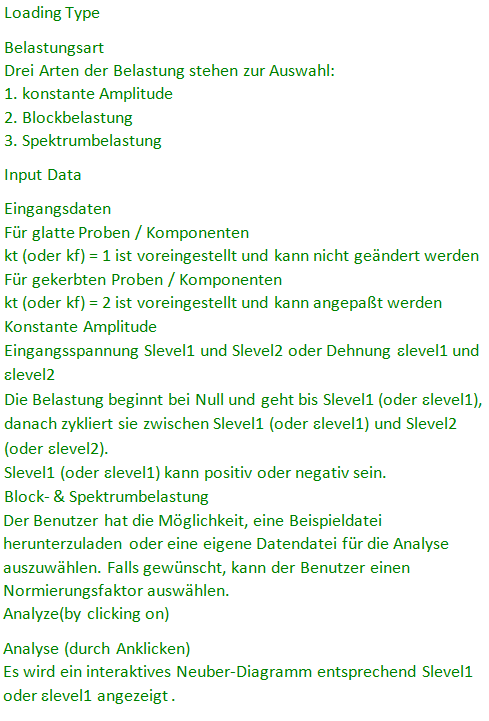 Loading Type
Belastungsart
Drei Arten der Belastung stehen zur Auswahl:
1. konstante Amplitude
2. Blockbelastung
3. Spektrumbelastung
Input Data
Eingangsdaten
Für glatte Proben / Komponenten
kt (oder kf) = 1 ist voreingestellt und kann nicht geändert werden
Für gekerbten Proben / Komponenten
kt (oder kf) = 2 ist voreingestellt und kann angepaßt werden
Konstante Amplitude
Eingangsspannung Slevel1 und Slevel2 oder Dehnung εlevel1 und
εlevel2
Die Belastung beginnt bei Null und geht bis Slevel1 (oder εlevel1),
danach zykliert sie zwischen Slevel1 (oder εlevel1) und Slevel2
(oder εlevel2).
Slevel1 (oder εlevel1) kann positiv oder negativ sein.
Block- & Spektrumbelastung
Der Benutzer hat die Möglichkeit, eine Beispieldatei
herunterzuladen oder eine eigene Datendatei für die Analyse
auszuwählen. Falls gewünscht, kann der Benutzer einen
Normierungsfaktor auswählen.
Analyze(by clicking on)
Analyse (durch Anklicken)
Es wird ein interaktives Neuber-Diagramm entsprechend Slevel1
oder εlevel1 angezeigt .